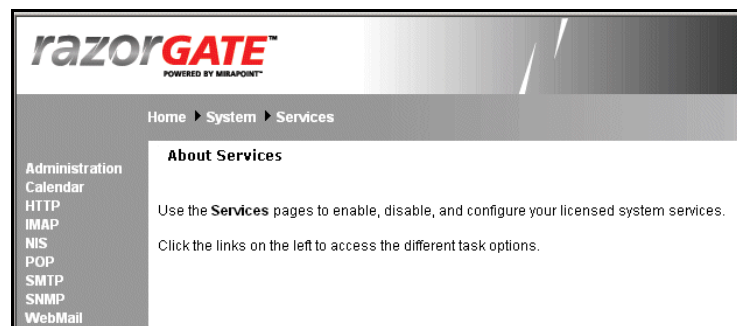 razorGATE™
POWERED BY MIRAPOINT™
Home ▶ System ▶ Services
About Services
Administration
Calendar
HTTP
IMAP
NIS
POP
SMTP
SNMP
WebMail
Use the Services pages to enable, disable, and configure your licensed system services.
Click the links on the left to access the different task options.